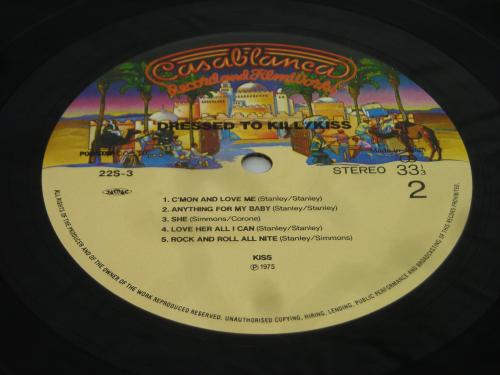 Casablanca
Record and FilmWorks
DRESSED TO KILL/KISS
22S-3
STEREO 33⅓
2
1. C'MON AND LOVE ME (Stanley/Stanley)
2. ANYTHING FOR MY BABY (Stanley/Stanley)
3. SHE (Simmons/Corone)
4. LOVE HER ALL I CAN (Stanley/Stanley)
5. ROCK AND ROLL ALL NITE (Stanley/Simmons)
KISS
Ⓟ 1975
ALL RIGHTS OF THE PRODUCER AND OF THE OWNER OF THE WORK REPRODUCED RESERVED. UNAUTHORISED COPYING, HIRING, LENDING, PUBLIC PERFORMANCE AND BROADCASTING OF THIS RECORD PROHIBITED.